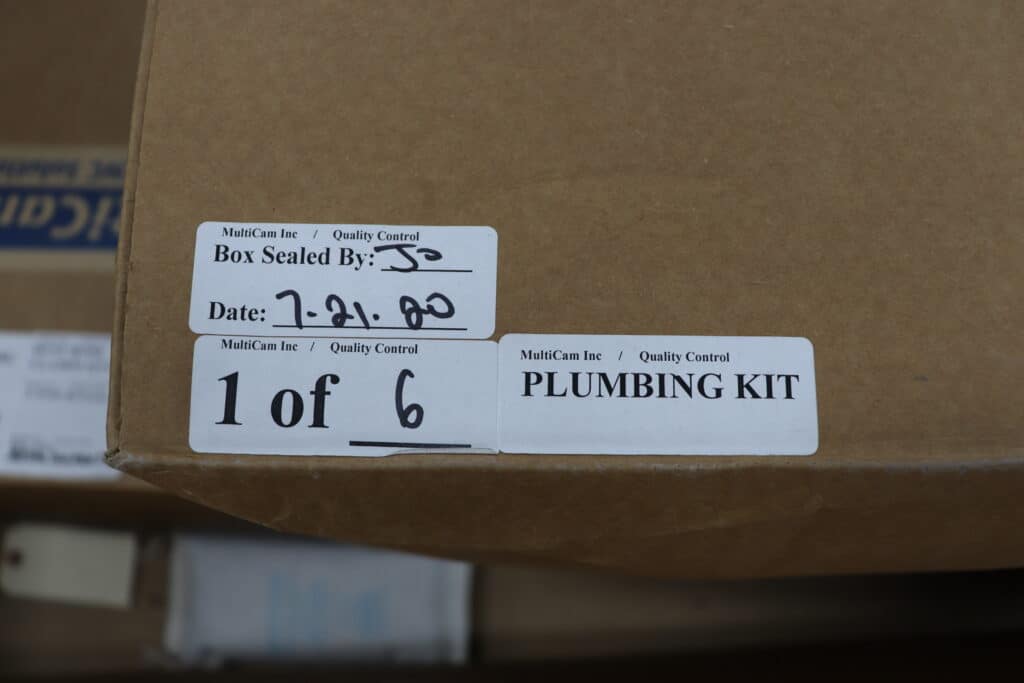 MultiCam Inc / Quality Control
Box Sealed By: Jo
Date: 7-21.20
MultiCam Inc / Quality Control
1 of 6
MultiCam Inc / Quality Control
PLUMBING KIT